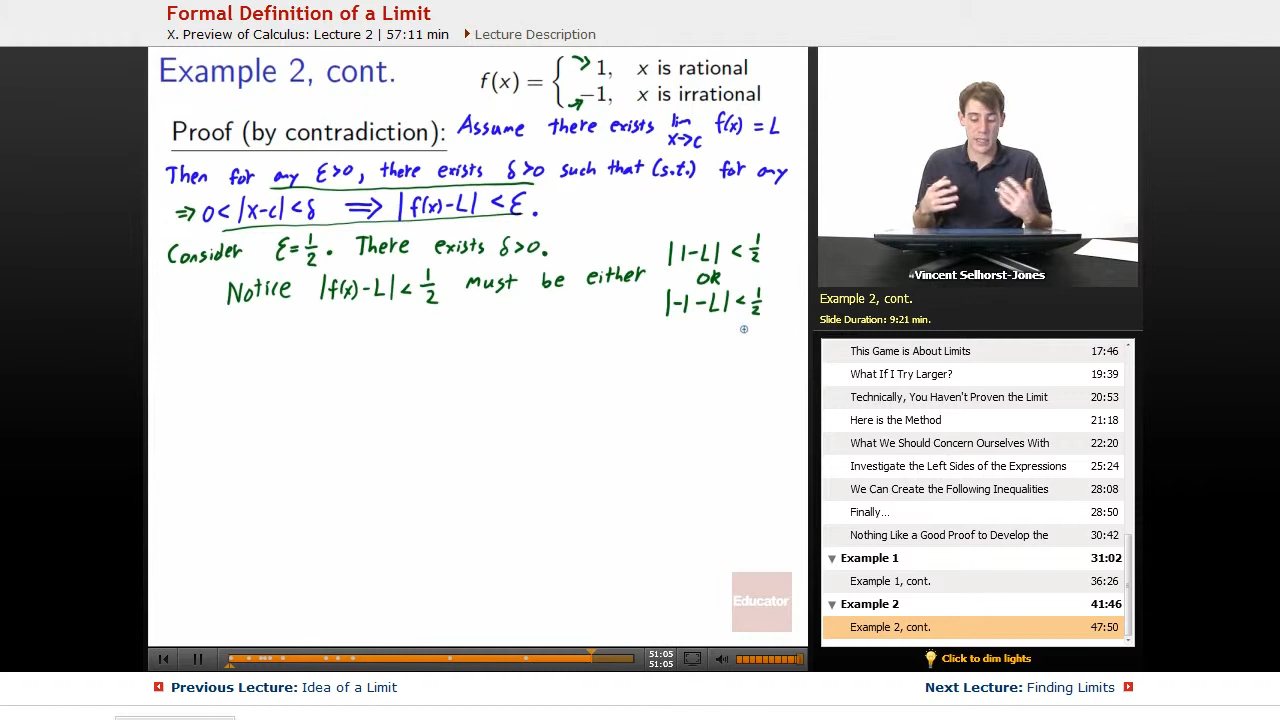 Formal Definition of a Limit
X. Preview of Calculus: Lecture 2 | 57:11 min Lecture Description
Example 2, cont.
f(x) = { 1, x is rational
−1, x is irrational
Proof (by contradiction): Assume there exists lim x→c f(x) = L
Then for any ε>0, there exists δ>0 such that (s.t.) for any
⇒ 0 < |x-c| < δ ⟹ |f(x)-L| < ε.
Consider ε=1/2. There exists δ>0.
Notice |f(x)-L| < 1/2 must be either
|1-L| < 1/2
OR
|-1-L| < 1/2
Educator
51:05
51:05
Vincent Selhorst-Jones
Example 2, cont.
Slide Duration: 9:21 min.
This Game is About Limits 17:46
What If I Try Larger? 19:39
Technically, You Haven't Proven the Limit 20:53
Here is the Method 21:18
What We Should Concern Ourselves With 22:20
Investigate the Left Sides of the Expressions 25:24
We Can Create the Following Inequalities 28:08
Finally... 28:50
Nothing Like a Good Proof to Develop the 30:42
Example 1 31:02
Example 1, cont. 36:26
Example 2 41:46
Example 2, cont. 47:50
Click to dim lights
Previous Lecture: Idea of a Limit
Next Lecture: Finding Limits